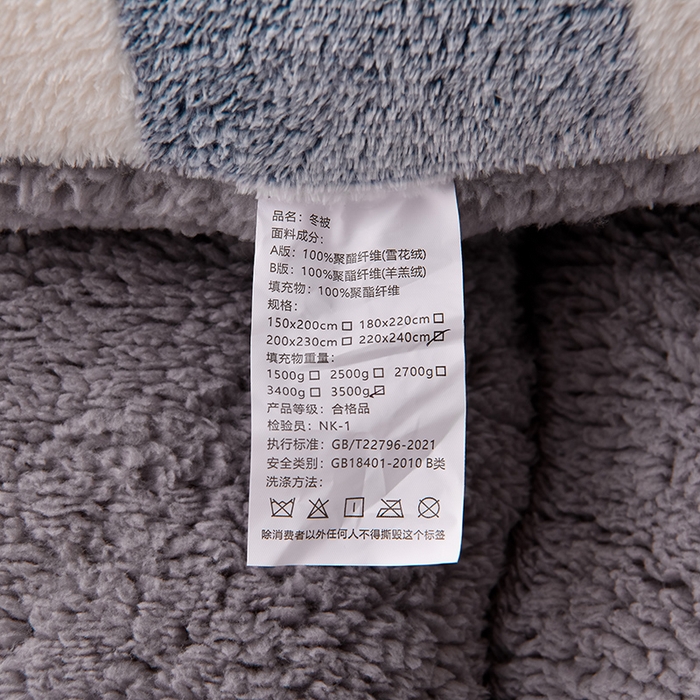 品名：冬被
面料成分：
A版：100%聚酯纤维(雪花绒)
B版：100%聚酯纤维(羊羔绒)
填充物：100%聚酯纤维
规格：
150x200cm□ 180x220cm□
200x230cm□ 220x240cm☑
填充物重量：
1500g□ 2500g□ 2700g□
3400g□ 3500g☑
产品等级：合格品
检验员：NK-1
执行标准：GB/T22796-2021
安全类别：GB18401-2010 B类
洗涤方法：
除消费者以外任何人不得撕毁这个标签